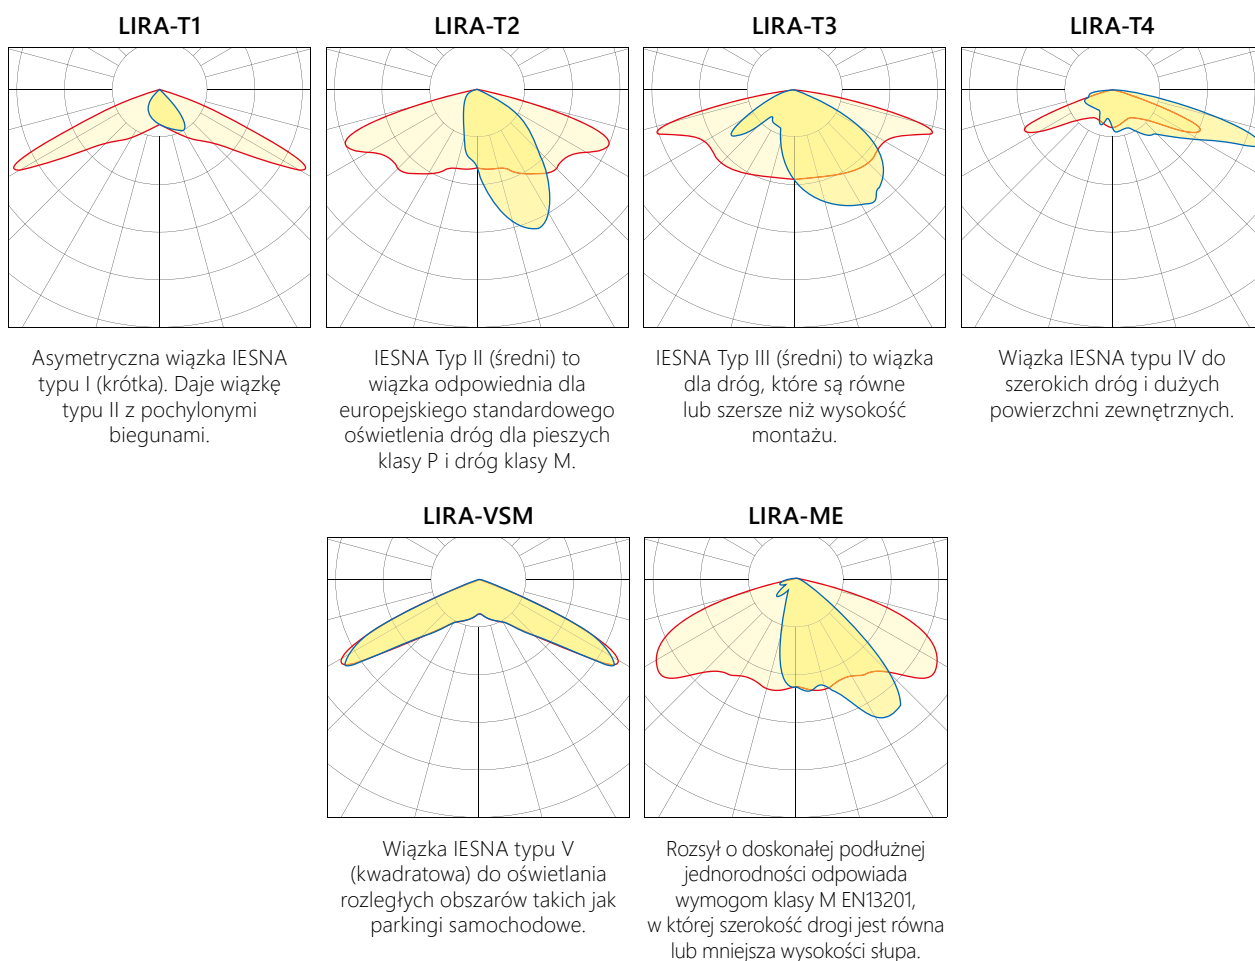 LIRA-T1
LIRA-T2
LIRA-T3
LIRA-T4
Asymetryczna wiązka IESNA
typu I (krótka). Daje wiązkę
typu II z pochylonymi
biegunami.
IESNA Typ II (średni) to
wiązka odpowiednia dla
europejskiego standardowego
oświetlenia dróg dla pieszych
klasy P i dróg klasy M.
IESNA Typ III (średni) to wiązka
dla dróg, które są równe
lub szersze niż wysokość
montażu.
Wiązka IESNA typu IV do
szerokich dróg i dużych
powierzchni zewnętrznych.
LIRA-VSM
LIRA-ME
Wiązka IESNA typu V
(kwadratowa) do oświetlania
rozległych obszarów takich jak
parkingi samochodowe.
Rozsył o doskonałej podłużnej
jednorodności odpowiada
wymogom klasy M EN13201,
w której szerokość drogi jest równa
lub mniejsza wysokości słupa.